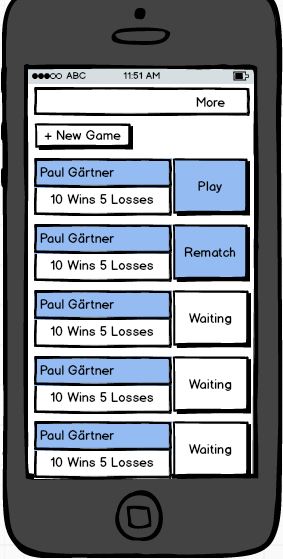 ABC 11:51 AM
More
+ New Game
Paul Gärtner
Play
10 Wins 5 Losses
Paul Gärtner
Rematch
10 Wins 5 Losses
Paul Gärtner
Waiting
10 Wins 5 Losses
Paul Gärtner
Waiting
10 Wins 5 Losses
Paul Gärtner
Waiting
10 Wins 5 Losses